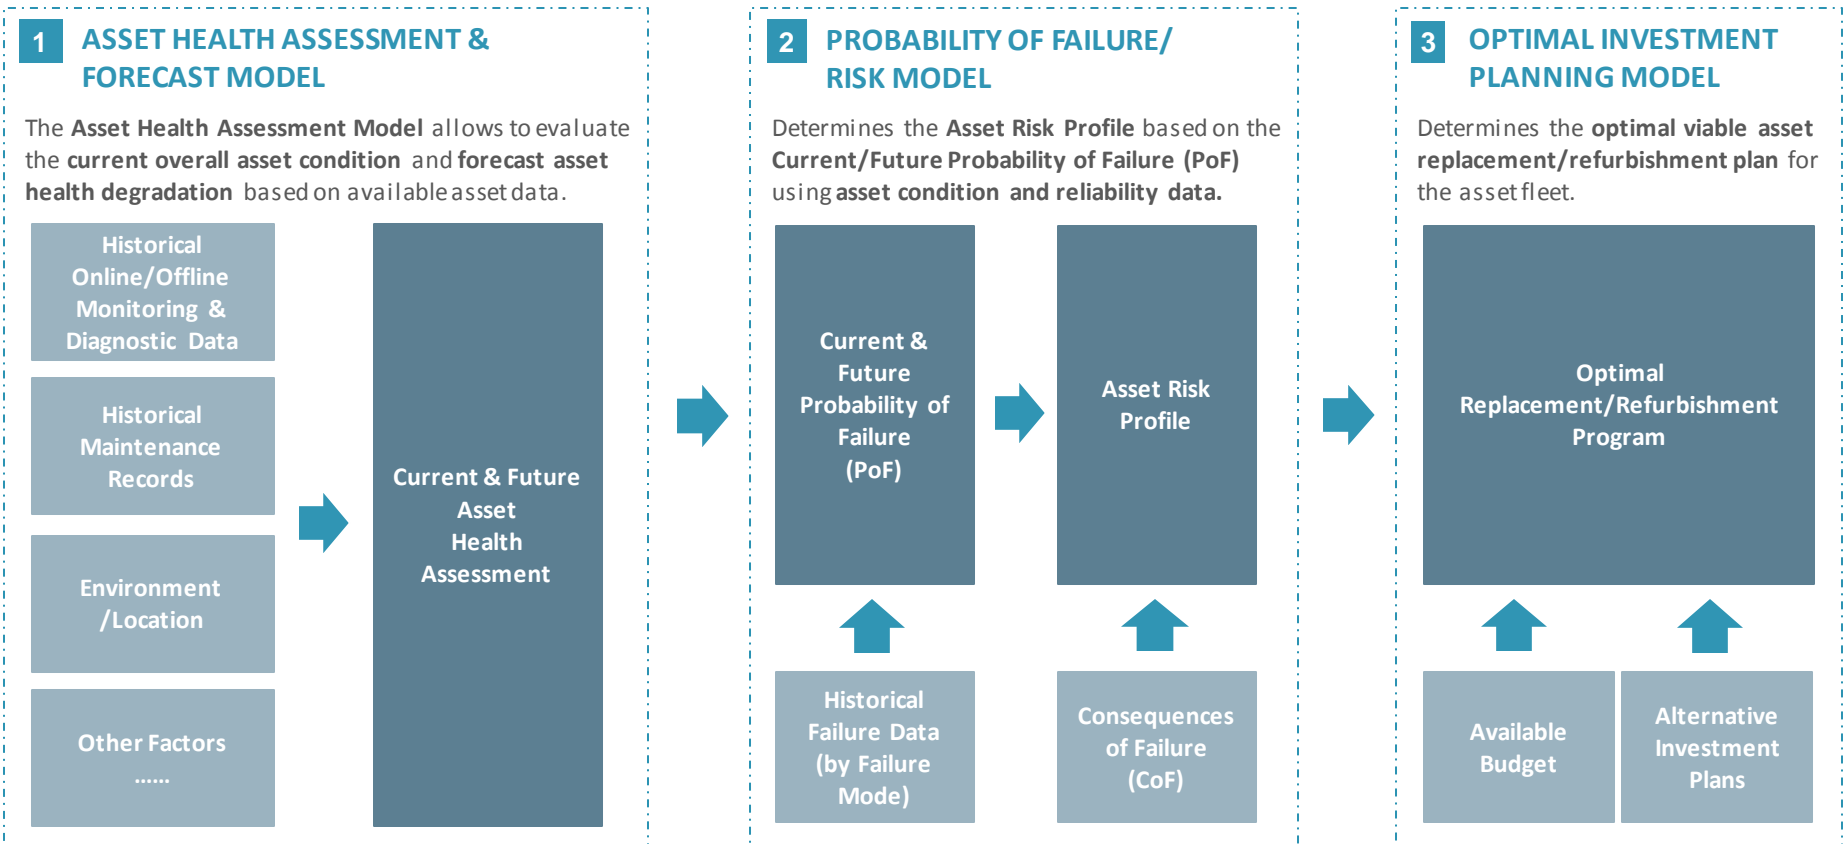 1
ASSET HEALTH ASSESSMENT &
FORECAST MODEL
The Asset Health Assessment Model allows to evaluate
the current overall asset condition and forecast asset
health degradation based on available asset data.
Historical
Online/Offline
Monitoring &
Diagnostic Data
Historical
Maintenance
Records
Environment
/Location
Other Factors
......
Current & Future
Asset
Health
Assessment
2
PROBABILITY OF FAILURE/
RISK MODEL
Determines the Asset Risk Profile based on the
Current/Future Probability of Failure (PoF)
using asset condition and reliability data.
Current &
Future
Probability of
Failure
(PoF)
Asset Risk
Profile
Historical
Failure Data
(by Failure
Mode)
Consequences
of Failure
(CoF)
3
OPTIMAL INVESTMENT
PLANNING MODEL
Determines the optimal viable asset
replacement/refurbishment plan for
the asset fleet.
Optimal
Replacement/Refurbishment
Program
Available
Budget
Alternative
Investment
Plans